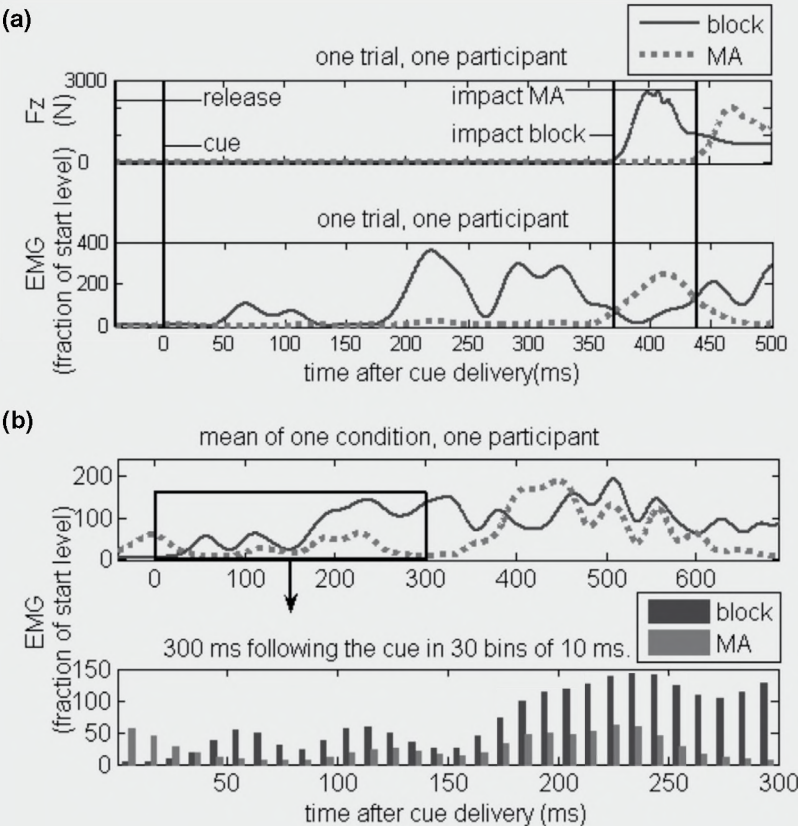 (a)
block
MA
one trial, one participant
Fz
(N)
3000
0
release
cue
impact MA
impact block
one trial, one participant
EMG
(fraction of start level)
400
200
0
0 50 100 150 200 250 300 350 400 450 500
time after cue delivery(ms)
(b)
mean of one condition, one participant
200
100
0
0 100 200 300 400 500 600
EMG
(fraction of start level)
block
MA
300 ms following the cue in 30 bins of 10 ms.
150
100
50
0
50 100 150 200 250 300
time after cue delivery (ms)